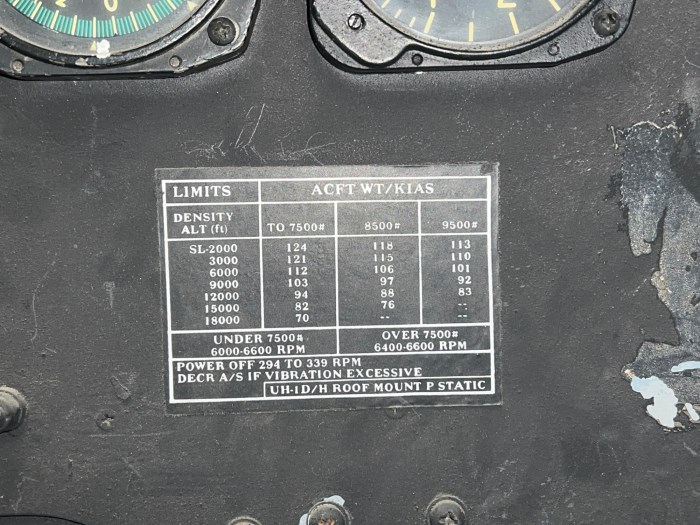 2 0
2
LIMITS ACFT WT/KIAS
DENSITY ALT (ft) TO 7500# 8500# 9500#
SL-2000 124 118 113
3000 121 115 110
6000 112 106 101
9000 103 97 92
12000 94 88 83
15000 82 76 --
18000 70 -- --
UNDER 7500# OVER 7500#
6000-6600 RPM 6400-6600 RPM
POWER OFF 294 TO 339 RPM
DECR A/S IF VIBRATION EXCESSIVE
UH-1D/H ROOF MOUNT P STATIC